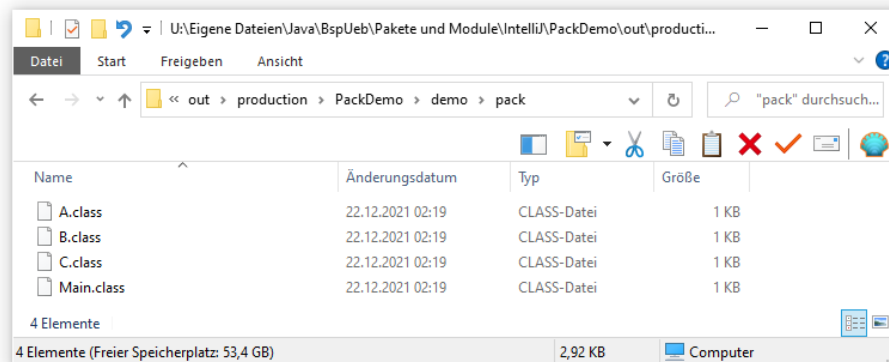 U:\Eigene Dateien\Java\BspUeb\Pakete und Module\IntelliJ\PackDemo\out\producti...
Datei Start Freigeben Ansicht
« out › production › PackDemo › demo › pack "pack" durchsuch...
Name Änderungsdatum Typ Größe
A.class 22.12.2021 02:19 CLASS-Datei 1 KB
B.class 22.12.2021 02:19 CLASS-Datei 1 KB
C.class 22.12.2021 02:19 CLASS-Datei 1 KB
Main.class 22.12.2021 02:19 CLASS-Datei 1 KB
4 Elemente
4 Elemente (Freier Speicherplatz: 53,4 GB) 2,92 KB Computer